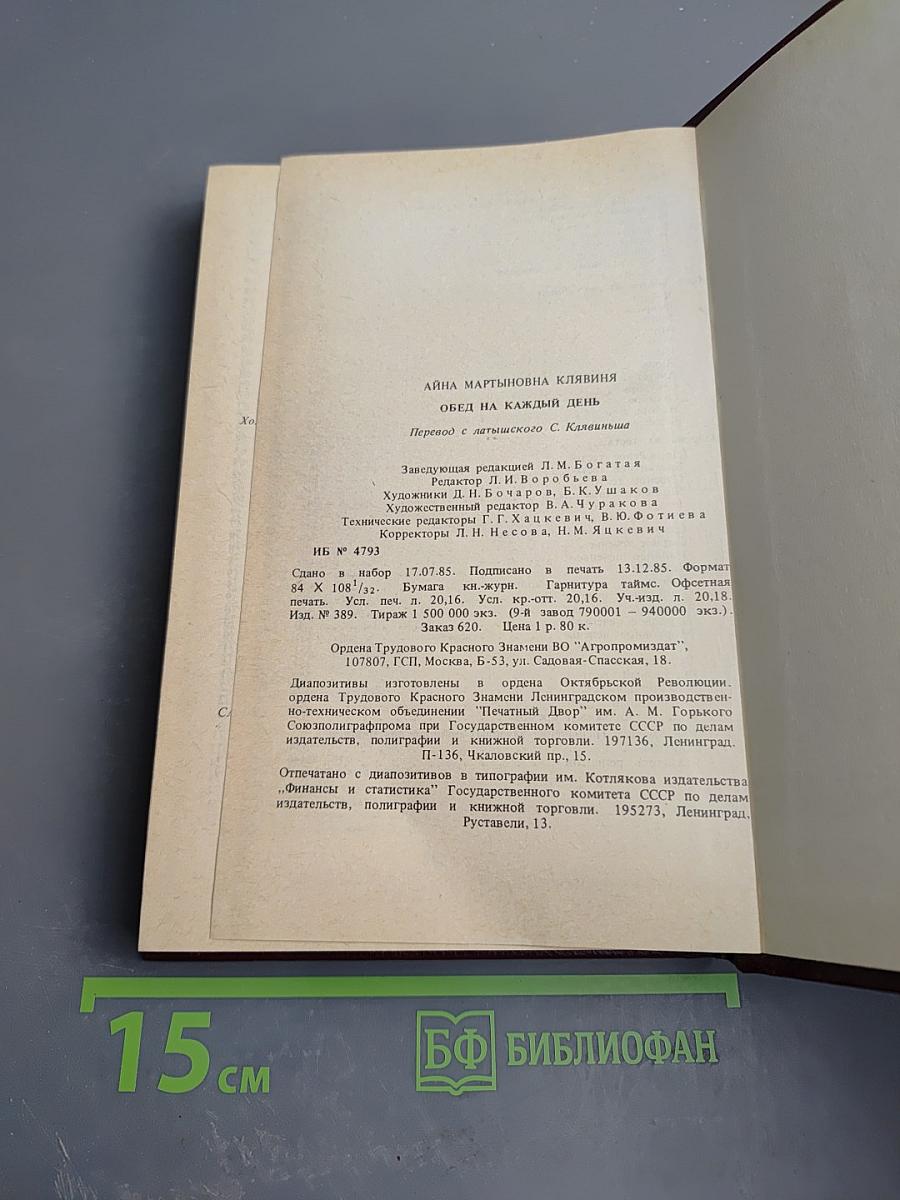 АЙНА МАРТЫНОВНА КЛЯВИНЯ
ОБЕД НА КАЖДЫЙ ДЕНЬ
Перевод с латышского С. Клявиньша
Заведующая редакцией Л. М. Богатая
Редактор Л. И. Воробьева
Художники Д. Н. Бочаров, Б. К. Ушаков
Художественный редактор В. А. Чуракова
Технические редакторы Г. Г. Хацкевич, В. Ю. Фотиева
Корректоры Л. Н. Несова, Н. М. Яцкевич
ИБ № 4793
Сдано в набор 17.07.85. Подписано в печать 13.12.85. Формат
84 X 108 1/32. Бумага кн.-журн. Гарнитура таймс. Офсетная
печать. Усл. печ. л. 20,16. Усл. кр.-отт. 20,16. Уч.-изд. л. 20,18.
Изд. № 389. Тираж 1 500 000 экз. (9-й завод 790001 – 940000 экз.).
Заказ 620. Цена 1 р. 80 к.
Ордена Трудового Красного Знамени ВО "Агропромиздат",
107807, ГСП, Москва, Б-53, ул. Садовая-Спасская, 18.
Диапозитивы изготовлены в ордена Октябрьской Революции.
ордена Трудового Красного Знамени Ленинградском производствен-
но-техническом объединении "Печатный Двор" им. А. М. Горького
Союзполиграфпрома при Государственном комитете СССР по делам
издательств, полиграфии и книжной торговли. 197136, Ленинград.
П-136, Чкаловский пр., 15.
Отпечатано с диапозитивов в типографии им. Котлякова издательства
„Финансы и статистика" Государственного комитета СССР по делам
издательств, полиграфии и книжной торговли. 195273, Ленинград.
Руставели, 13.
Хо
С
15 см
БФ БИБЛИОФАН